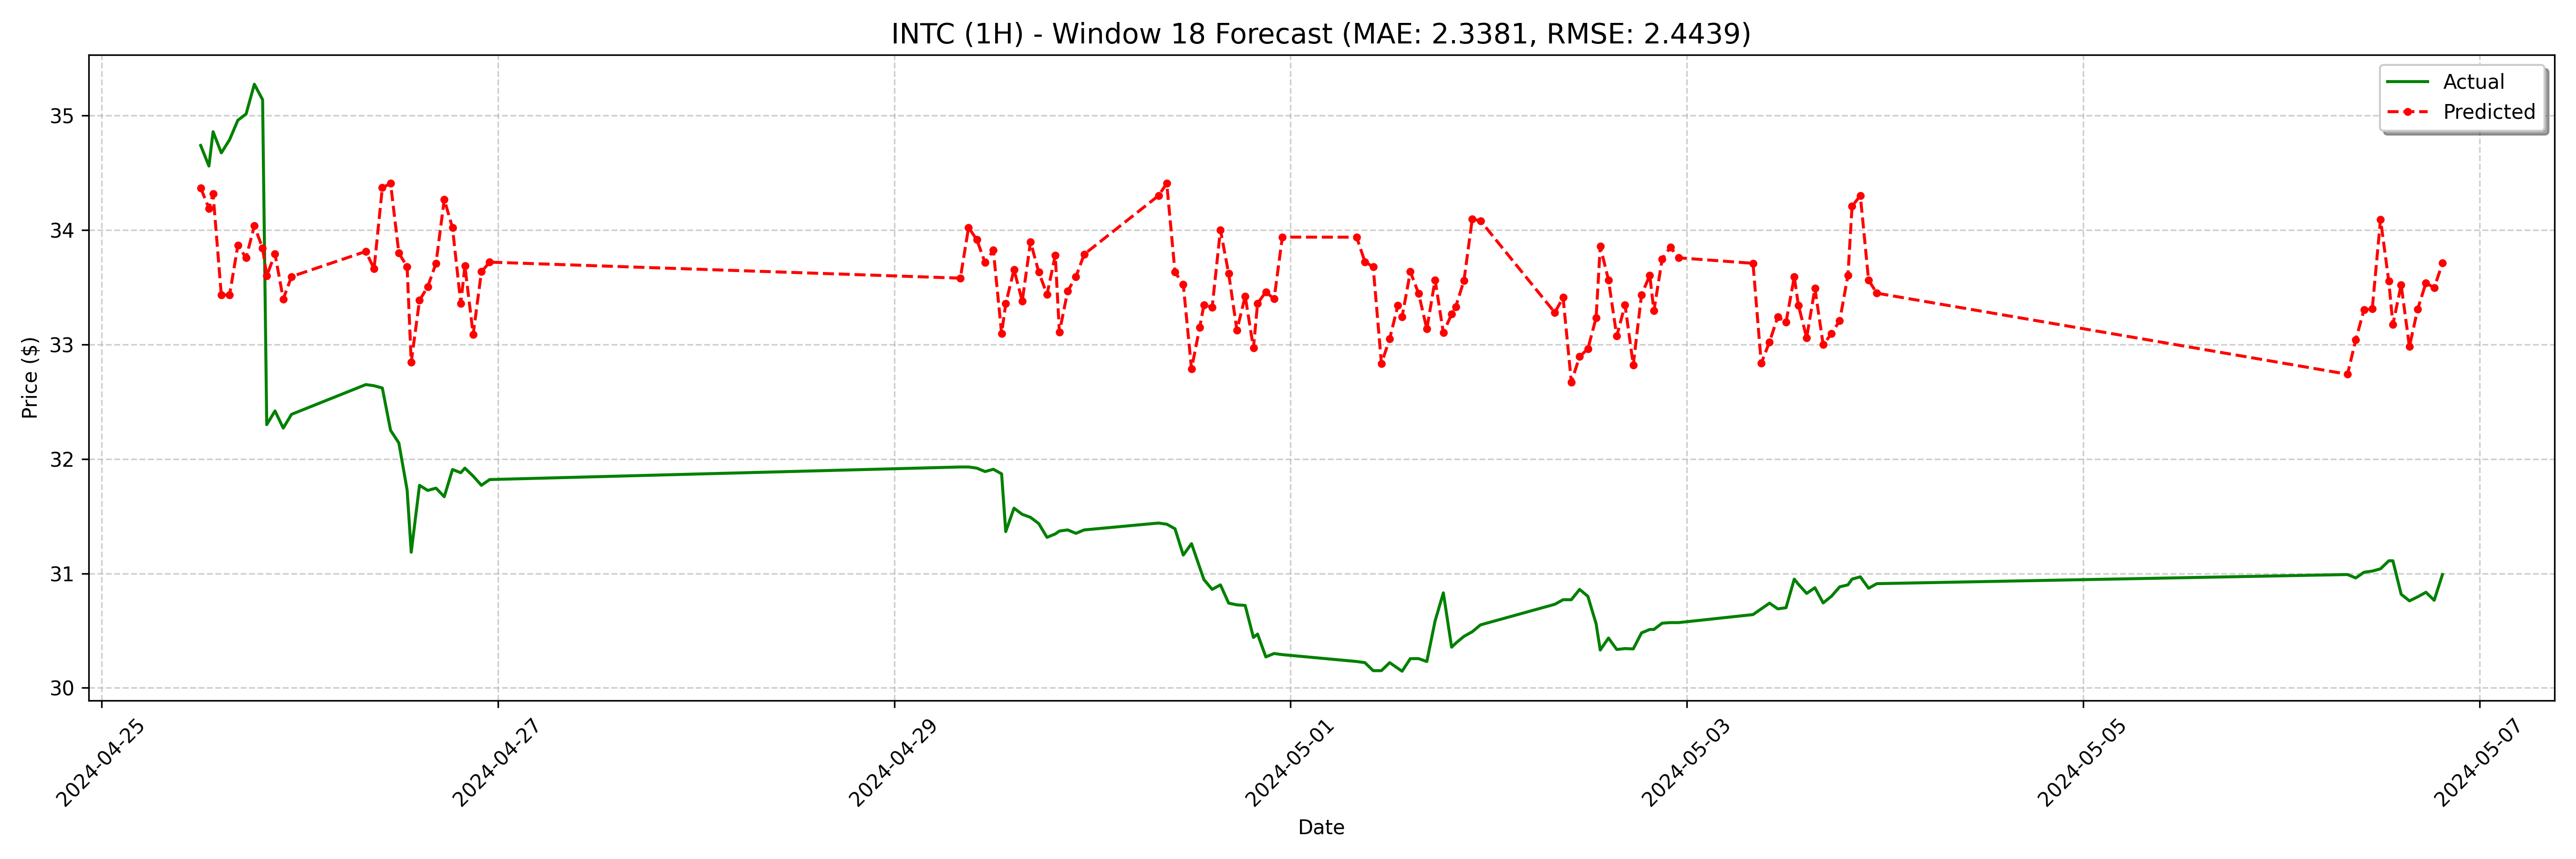 INTC (1H) - Window 18 Forecast (MAE: 2.3381, RMSE: 2.4439)
Actual
Predicted
Price ($)
35
34
33
32
31
30
2024-04-25
2024-04-27
2024-04-29
2024-05-01
2024-05-03
2024-05-05
2024-05-07
Date